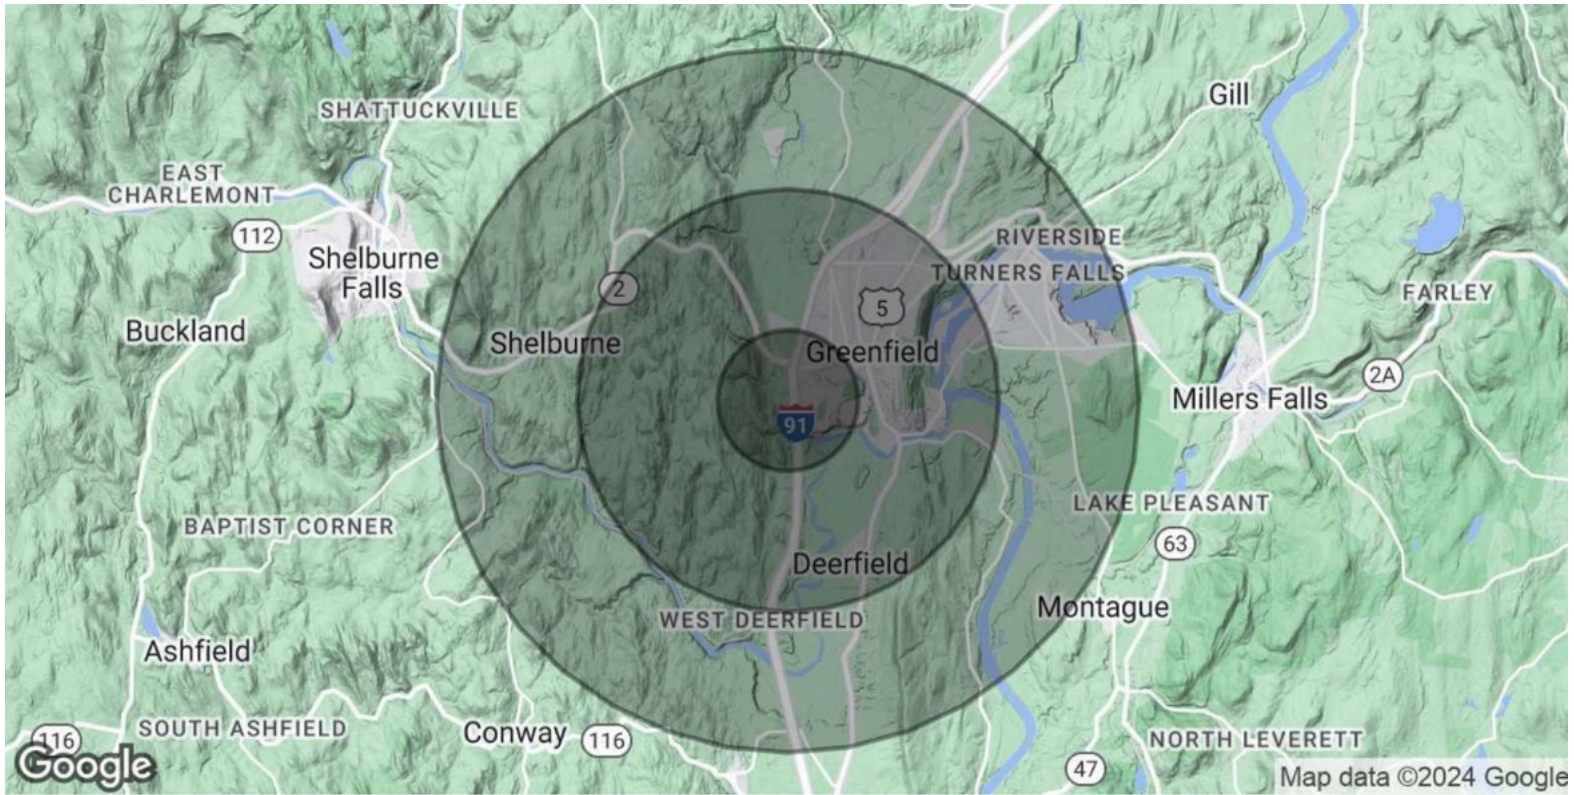 Gill
SHATTUCKVILLE
EAST
CHARLEMONT
112
RIVERSIDE
Shelburne
Falls
TURNERS FALLS
2
FARLEY
5
Buckland
Shelburne
Greenfield
2A
Millers Falls
91
LAKE PLEASANT
BAPTIST CORNER
63
Deerfield
Montague
WEST DEERFIELD
Ashfield
SOUTH ASHFIELD
Conway
116
116
NORTH LEVERETT
Google
47
Map data ©2024 Google